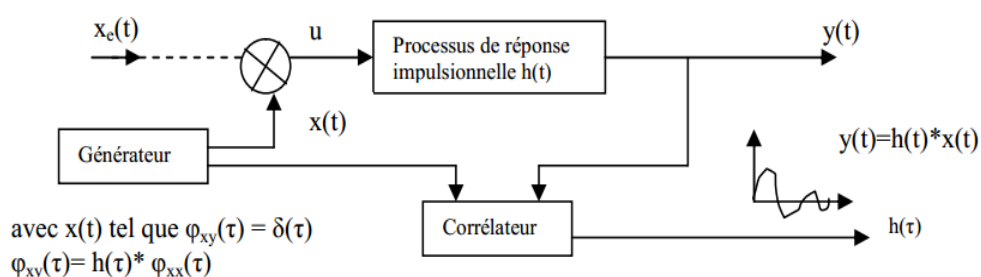 xₑ(t)
u
Processus de réponse
impulsionnelle h(t)
y(t)
x(t)
Générateur
y(t)=h(t)*x(t)
avec x(t) tel que φxy(τ) = δ(τ)
Corrélateur
h(τ)
φxy(τ)= h(τ)* φxx(τ)